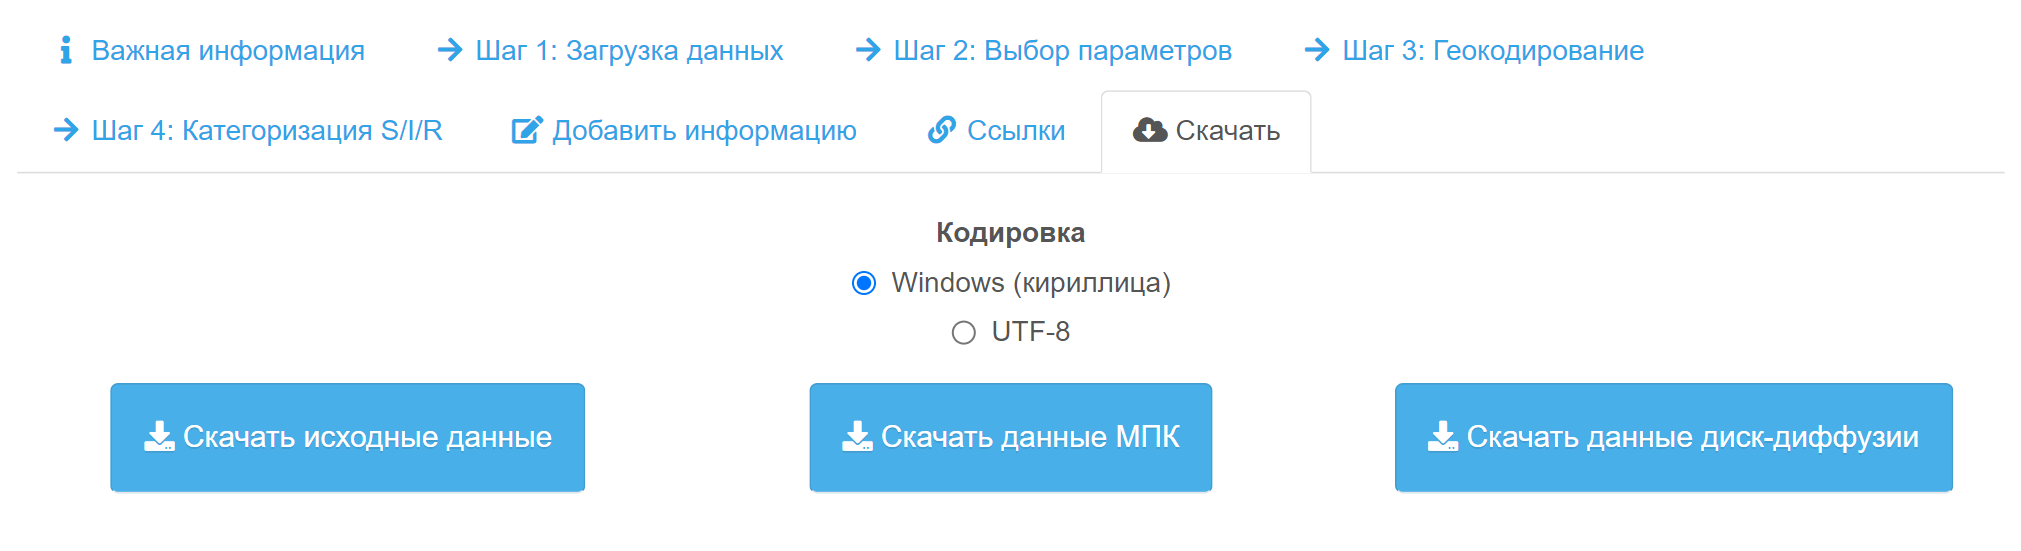 Важная информация
Шаг 1: Загрузка данных
Шаг 2: Выбор параметров
Шаг 3: Геокодирование
Шаг 4: Категоризация S/I/R
Добавить информацию
Ссылки
Скачать
Кодировка
Windows (кириллица)
UTF-8
Скачать исходные данные
Скачать данные МПК
Скачать данные диск-диффузии